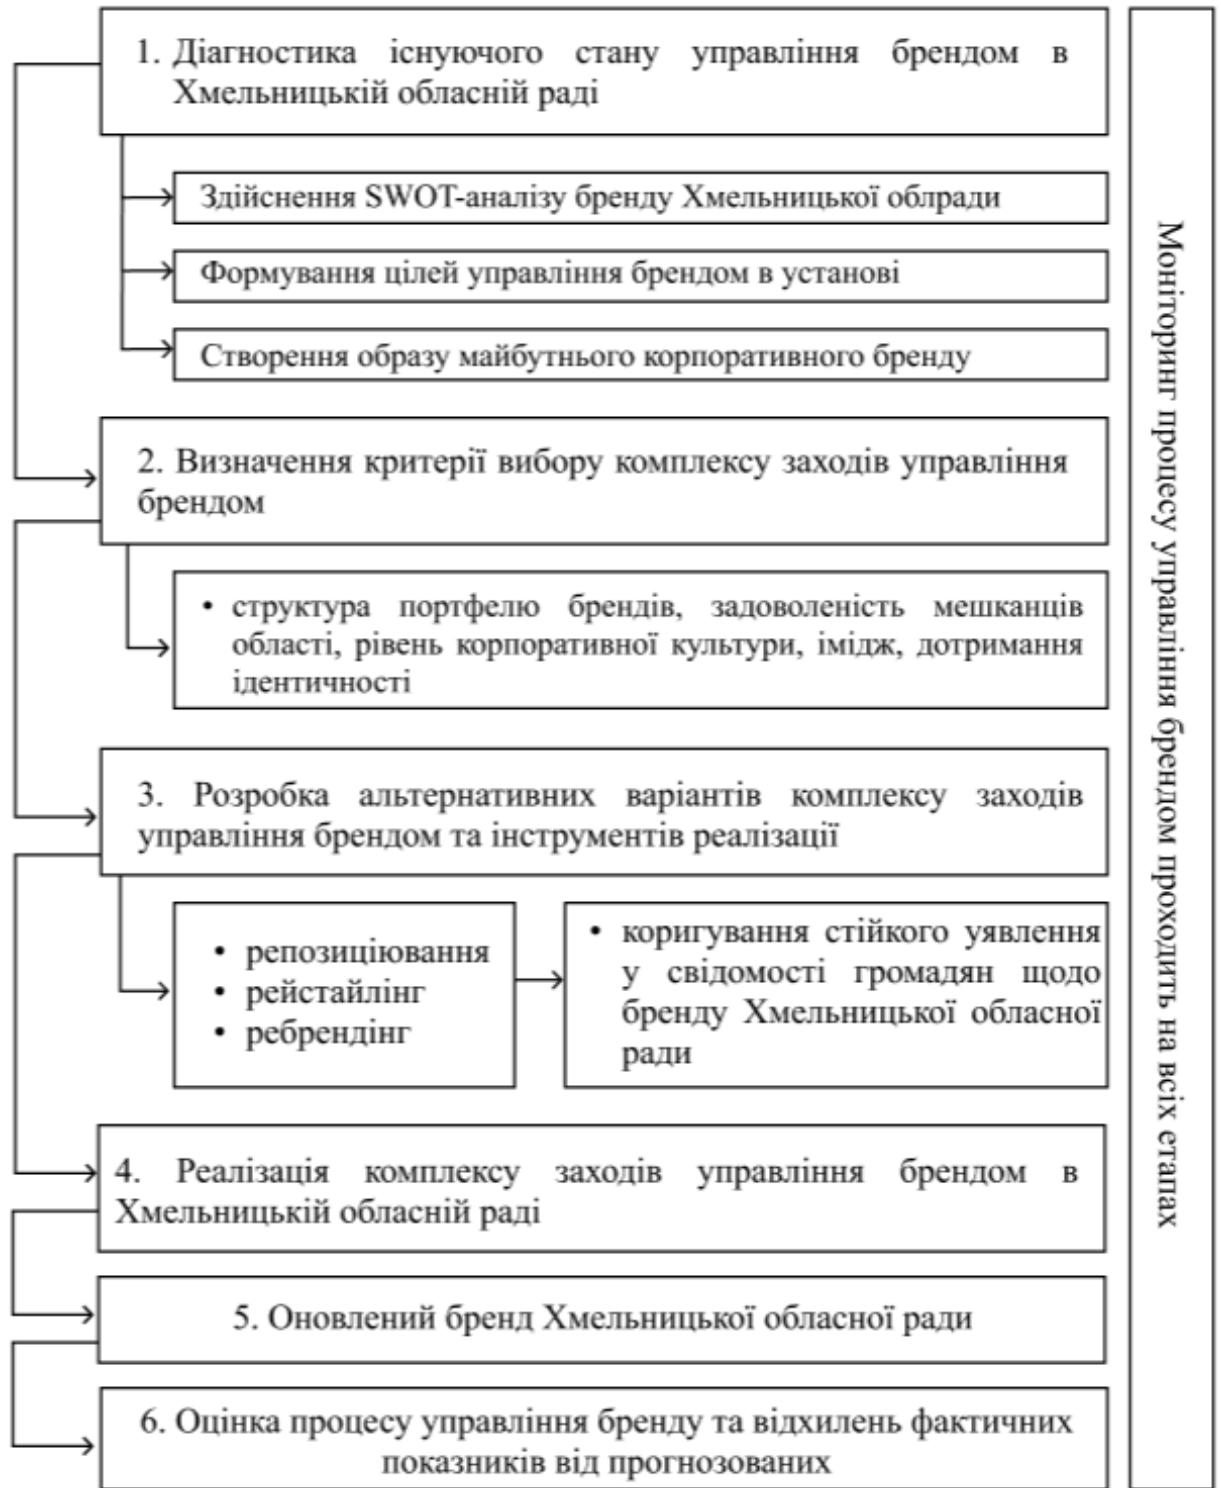 1. Діагностика існуючого стану управління брендом в
Хмельницькій обласній раді
Здійснення SWOT-аналізу бренду Хмельницької облради
Формування цілей управління брендом в установі
Створення образу майбутнього корпоративного бренду
2. Визначення критерії вибору комплексу заходів управління
брендом
• структура портфелю брендів, задоволеність мешканців
області, рівень корпоративної культури, імідж, дотримання
ідентичності
3. Розробка альтернативних варіантів комплексу заходів
управління брендом та інструментів реалізації
• репозиціювання
• рейстайлінг
• ребрендінг
• коригування стійкого уявлення
у свідомості громадян щодо
бренду Хмельницької обласної
ради
4. Реалізація комплексу заходів управління брендом в
Хмельницькій обласній раді
5. Оновлений бренд Хмельницької обласної ради
6. Оцінка процесу управління бренду та відхилень фактичних
показників від прогнозованих
Моніторинг процесу управління брендом проходить на всіх етапах